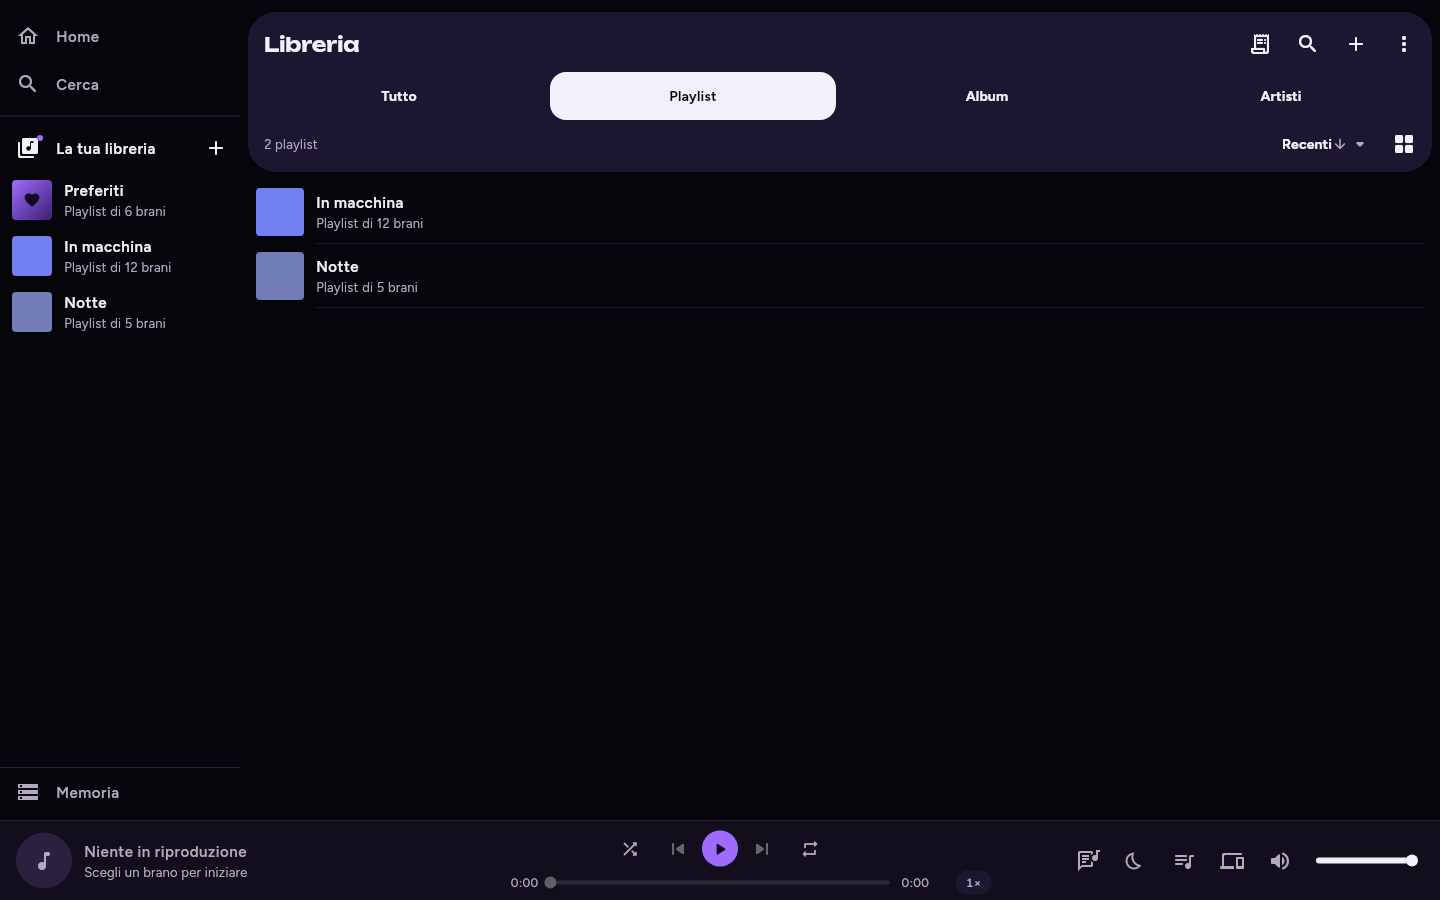 Home
Cerca
La tua libreria
Preferiti
Playlist di 6 brani
In macchina
Playlist di 12 brani
Notte
Playlist di 5 brani
Memoria
Libreria
Tutto
Playlist
Album
Artisti
2 playlist
Recenti
In macchina
Playlist di 12 brani
Notte
Playlist di 5 brani
Niente in riproduzione
Scegli un brano per iniziare
0:00
0:00
1×